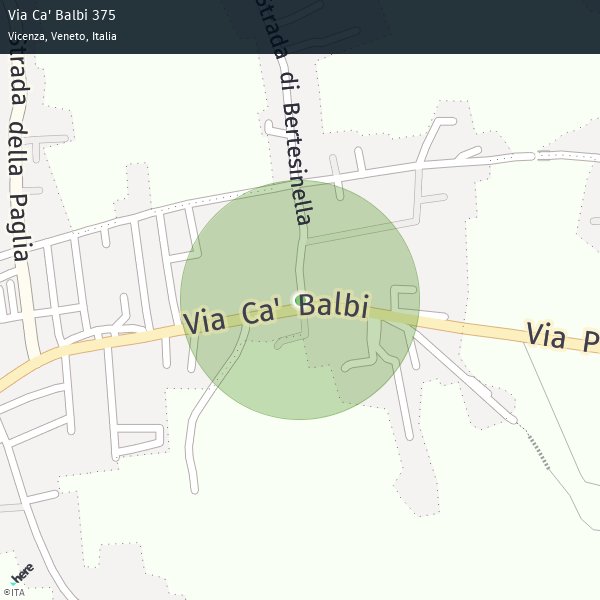 Via Ca' Balbi 375
Vicenza, Veneto, Italia
Strada di Bertesinella
Strada della Paglia
Via Ca' Balbi
Via P
here
©ITA